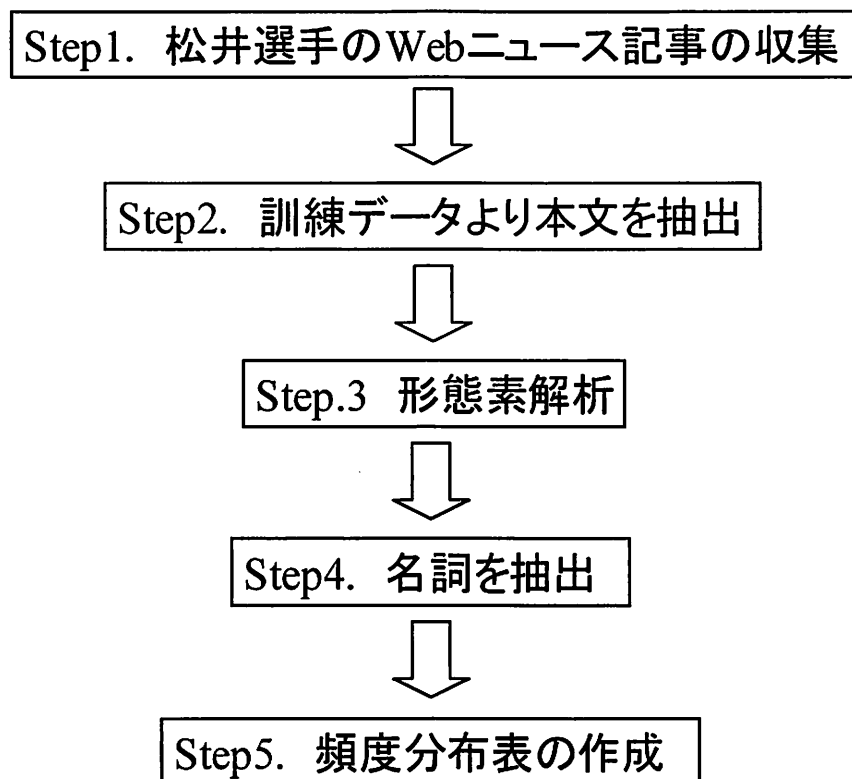 Step1. 松井選手のWebニュース記事の収集
Step2. 訓練データより本文を抽出
Step.3 形態素解析
Step4. 名詞を抽出
Step5. 頻度分布表の作成